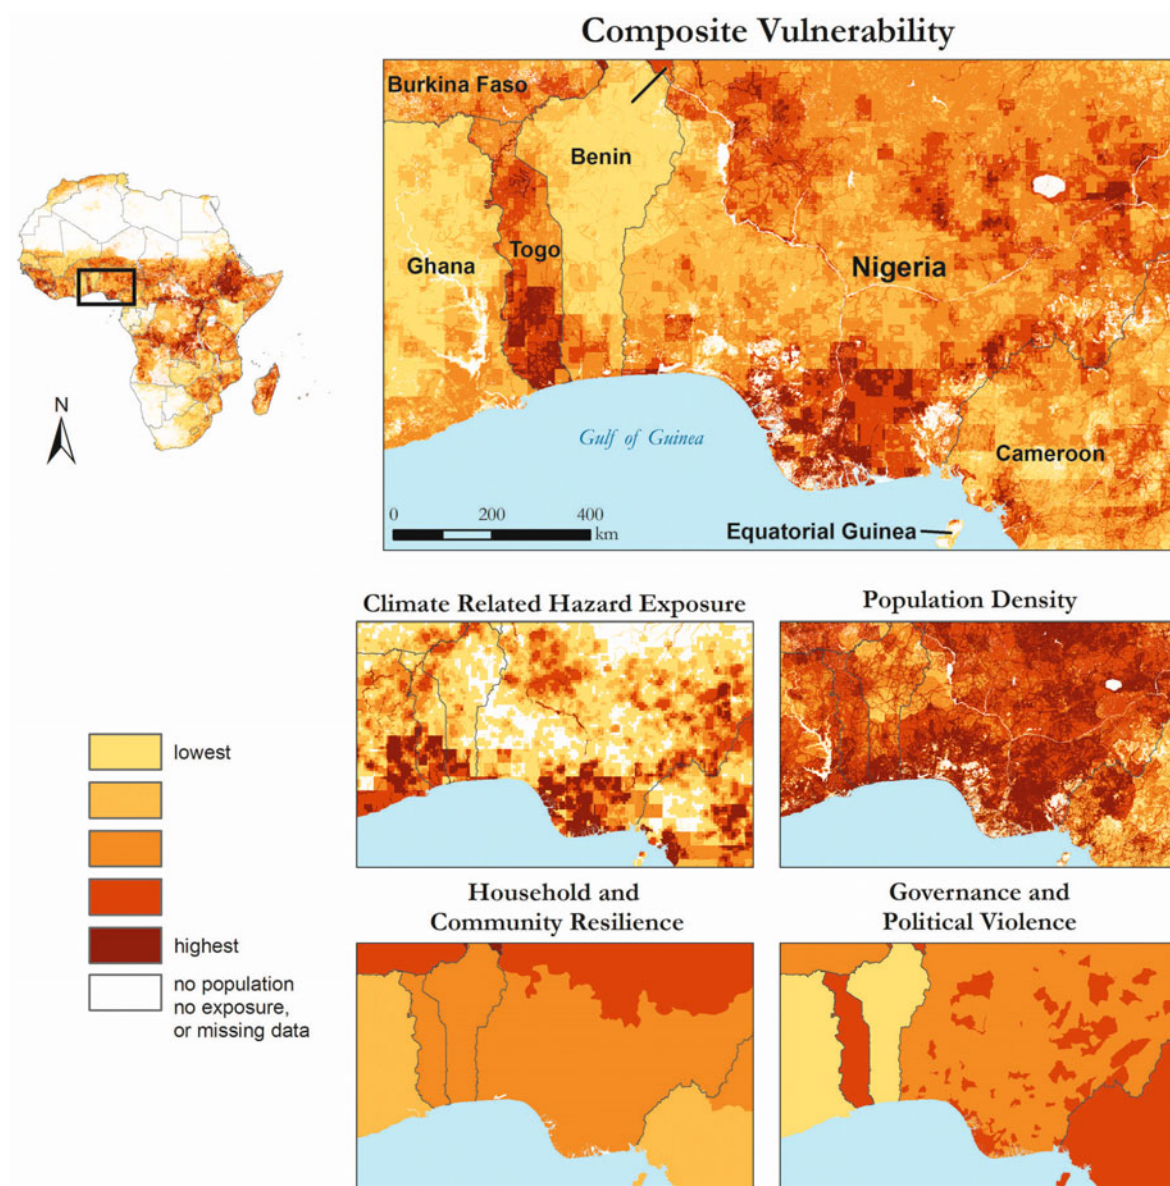 Composite Vulnerability
Burkina Faso
Benin
Togo
Ghana
Nigeria
Cameroon
Gulf of Guinea
Equatorial Guinea
0 200 400
km
N
Climate Related Hazard Exposure
Population Density
lowest
highest
no population
no exposure,
or missing data
Household and
Community Resilience
Governance and
Political Violence